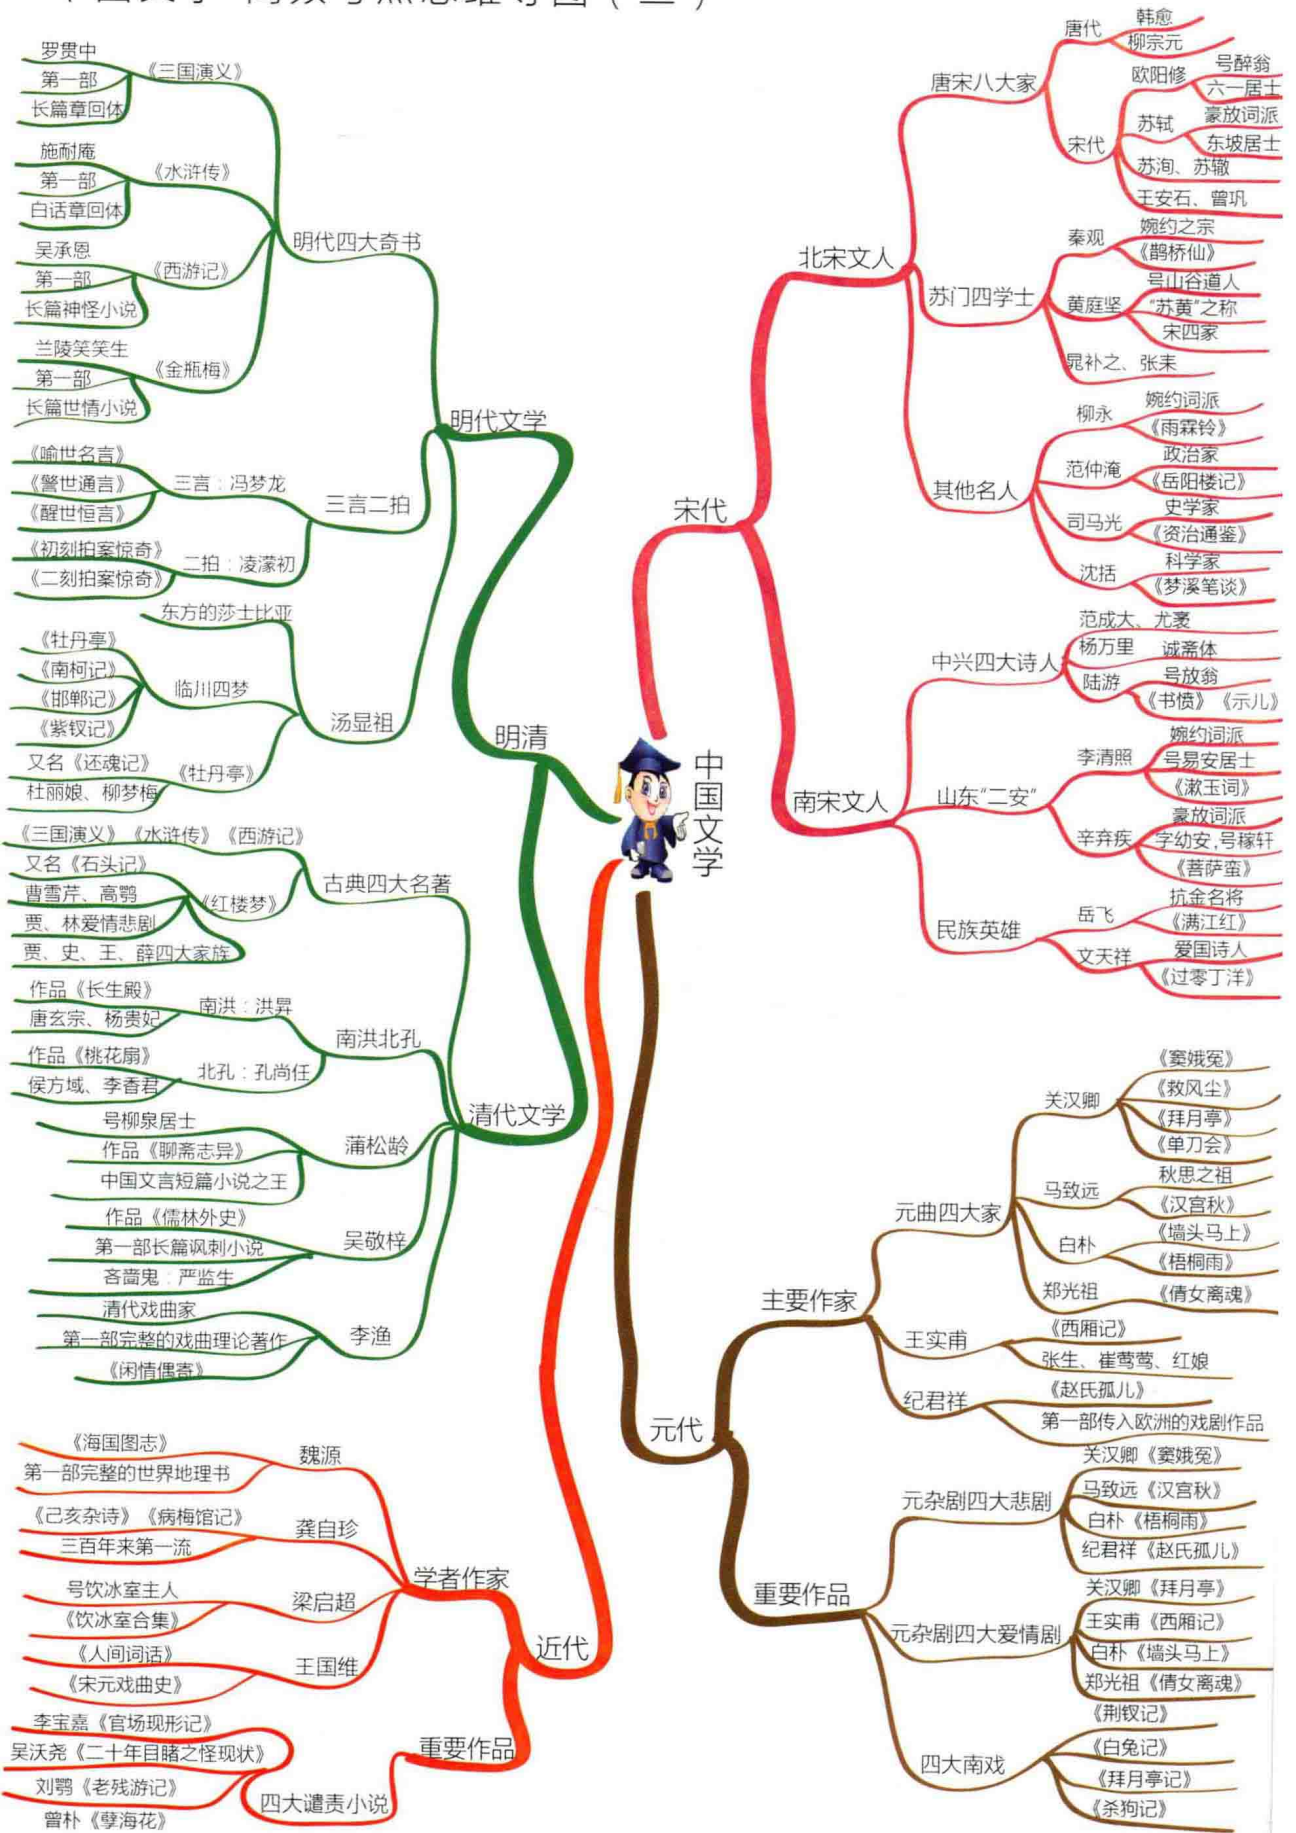 罗贯中
第一部
长篇章回体
《三国演义》
施耐庵
第一部
白话章回体
《水浒传》
吴承恩
第一部
长篇神怪小说
《西游记》
兰陵笑笑生
第一部
长篇世情小说
《金瓶梅》
明代四大奇书
明代文学
《喻世名言》
《警世通言》
《醒世恒言》
三言：冯梦龙
三言二拍
《初刻拍案惊奇》
《二刻拍案惊奇》
二拍：凌濛初
东方的莎士比亚
《牡丹亭》
《南柯记》
《邯郸记》
《紫钗记》
临川四梦
汤显祖
又名《还魂记》
杜丽娘、柳梦梅
《牡丹亭》
明清
《三国演义》《水浒传》《西游记》
又名《石头记》
曹雪芹、高鹗
贾、林爱情悲剧
贾、史、王、薛四大家族
《红楼梦》
古典四大名著
作品《长生殿》
唐玄宗、杨贵妃
南洪：洪昇
南洪北孔
作品《桃花扇》
侯方域、李香君
北孔：孔尚任
清代文学
号柳泉居士
作品《聊斋志异》
中国文言短篇小说之王
蒲松龄
作品《儒林外史》
第一部长篇讽刺小说
吝啬鬼：严监生
吴敬梓
清代戏曲家
第一部完整的戏曲理论著作
《闲情偶寄》
李渔
《海国图志》
第一部完整的世界地理书
魏源
《己亥杂诗》《病梅馆记》
三百年来第一流
龚自珍
号饮冰室主人
《饮冰室合集》
梁启超
《人间词话》
《宋元戏曲史》
王国维
学者作家
近代
李宝嘉《官场现形记》
吴沃尧《二十年目睹之怪现状》
刘鹗《老残游记》
曾朴《孽海花》
四大谴责小说
重要作品
中国文学
宋代
北宋文人
唐宋八大家
唐代
韩愈
柳宗元
宋代
欧阳修
号醉翁
六一居士
苏轼
豪放词派
东坡居士
苏洵、苏辙
王安石、曾巩
苏门四学士
秦观
婉约之宗
《鹊桥仙》
黄庭坚
号山谷道人
“苏黄”之称
宋四家
晁补之、张耒
其他名人
柳永
婉约词派
《雨霖铃》
范仲淹
政治家
《岳阳楼记》
司马光
史学家
《资治通鉴》
沈括
科学家
《梦溪笔谈》
南宋文人
中兴四大诗人
范成大、尤袤
杨万里
诚斋体
陆游
号放翁
《书愤》《示儿》
山东“二安”
李清照
婉约词派
号易安居士
《漱玉词》
辛弃疾
豪放词派
字幼安,号稼轩
《菩萨蛮》
民族英雄
岳飞
抗金名将
《满江红》
文天祥
爱国诗人
《过零丁洋》
元代
主要作家
元曲四大家
关汉卿
《窦娥冤》
《救风尘》
《拜月亭》
《单刀会》
马致远
秋思之祖
《汉宫秋》
白朴
《墙头马上》
《梧桐雨》
郑光祖
《倩女离魂》
王实甫
《西厢记》
张生、崔莺莺、红娘
纪君祥
《赵氏孤儿》
第一部传入欧洲的戏剧作品
重要作品
元杂剧四大悲剧
关汉卿《窦娥冤》
马致远《汉宫秋》
白朴《梧桐雨》
纪君祥《赵氏孤儿》
元杂剧四大爱情剧
关汉卿《拜月亭》
王实甫《西厢记》
白朴《墙头马上》
郑光祖《倩女离魂》
四大南戏
《荆钗记》
《白兔记》
《拜月亭记》
《杀狗记》